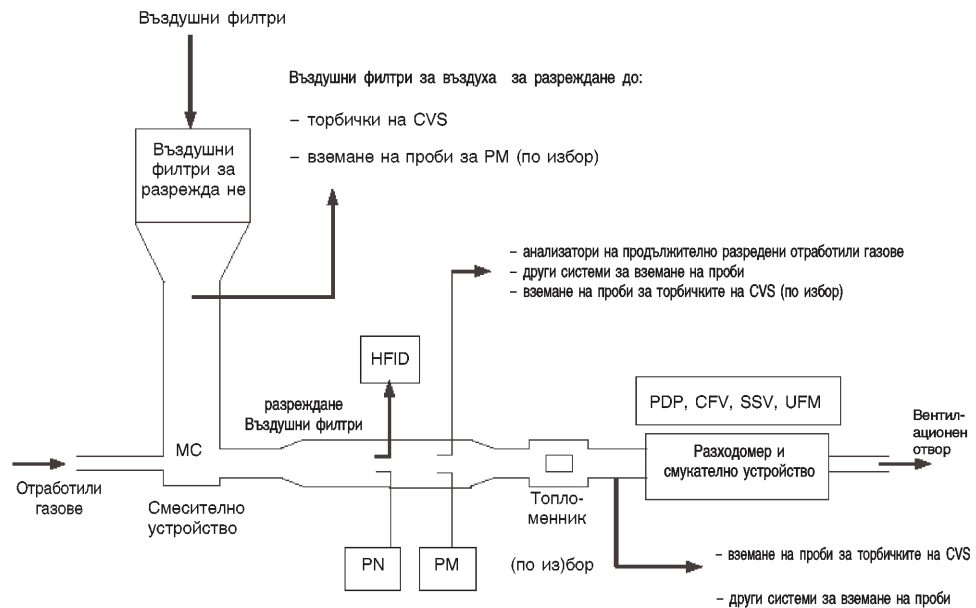 Въздушни филтри
Въздушни филтри за въздуха за разреждане до:
– торбички на CVS
– вземане на проби за PM (по избор)
Въздушни
филтри за
разрежда не
– анализатори на продължително разредени отработили газове
– други системи за вземане на проби
– вземане на проби за торбичките на CVS (по избор)
HFID
разреждане
Въздушни филтри
PDP, CFV, SSV, UFM
Вентил-
ационен
отвор
MC
Разходомер и
смукателно устройство
Отработили
газове
Смесително
устройство
Топло-
менник
PN
PM
(по из)бор
– вземане на проби за торбичките на CVS
– други системи за вземане на проби